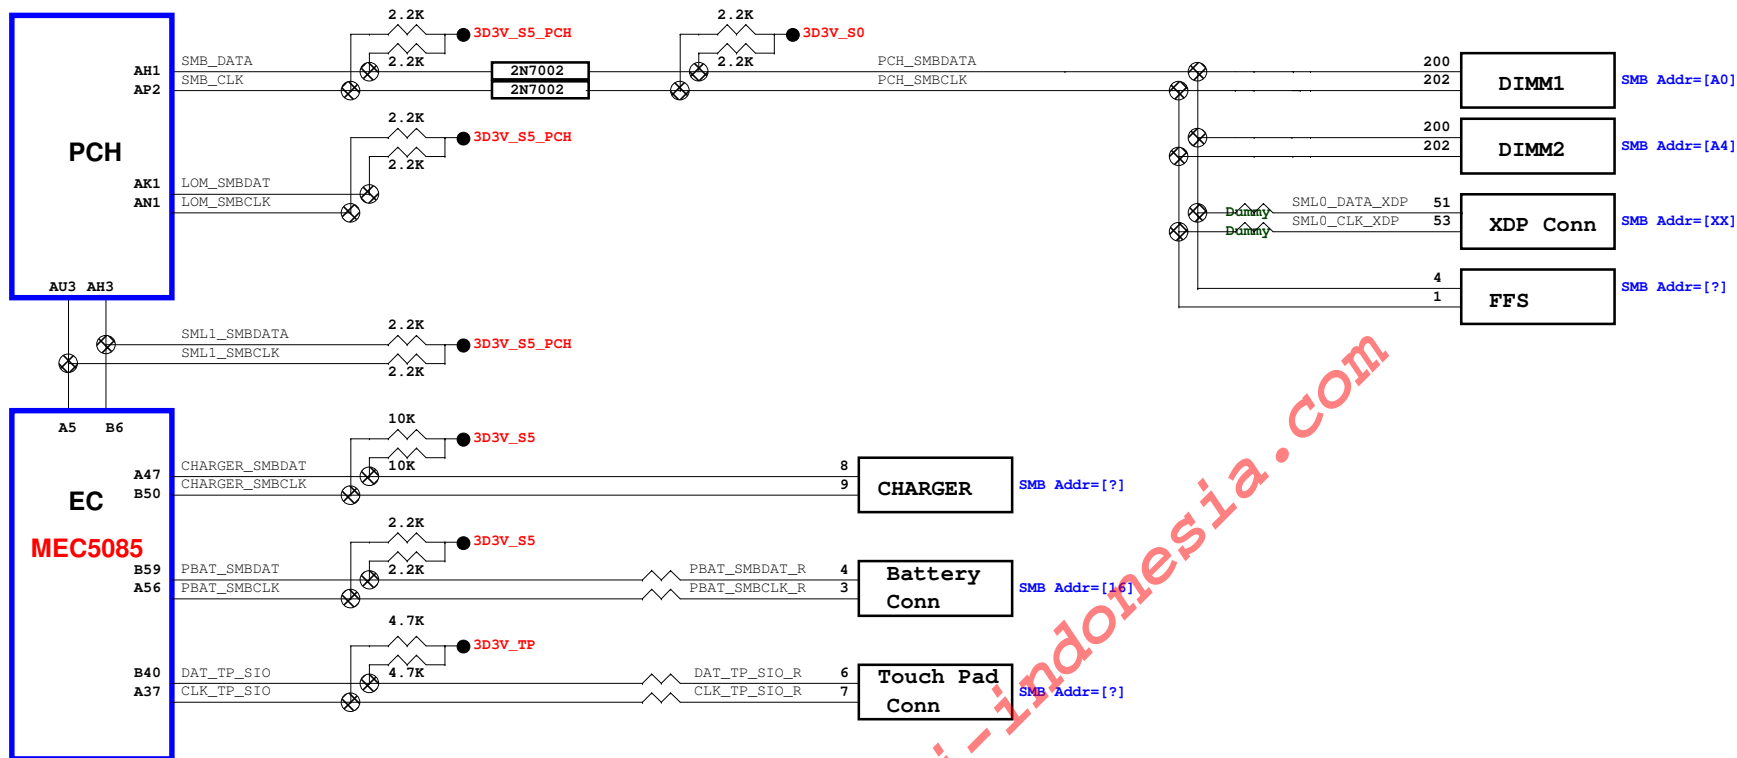 2.2K
2.2K
3D3V_S5_PCH
3D3V_S0
2.2K
2.2K
AH1 SMB_DATA
2N7002
PCH_SMBDATA
200
AP2 SMB_CLK
2N7002
PCH_SMBCLK
202
DIMM1
SMB Addr=[A0]
2.2K
3D3V_S5_PCH
2.2K
200
202
DIMM2
SMB Addr=[A4]
PCH
AK1 LOM_SMBDAT
AN1 LOM_SMBCLK
Dummy SML0_DATA_XDP 51
Dummy SML0_CLK_XDP 53
XDP Conn
SMB Addr=[XX]
AU3 AH3
4
1
FFS
SMB Addr=[?]
2.2K
SML1_SMBDATA
3D3V_S5_PCH
SML1_SMBCLK
2.2K
A5 B6
10K
3D3V_S5
10K
A47 CHARGER_SMBDAT 8
B50 CHARGER_SMBCLK 9
CHARGER
SMB Addr=[?]
EC
MEC5085
2.2K
3D3V_S5
2.2K
B59 PBAT_SMBDAT PBAT_SMBDAT_R 4
A56 PBAT_SMBCLK PBAT_SMBCLK_R 3
Battery
Conn
SMB Addr=[16]
4.7K
3D3V_TP
4.7K
B40 DAT_TP_SIO DAT_TP_SIO_R 6
A37 CLK_TP_SIO CLK_TP_SIO_R 7
Touch Pad
Conn
SMB Addr=[?]
i-indonesia.com